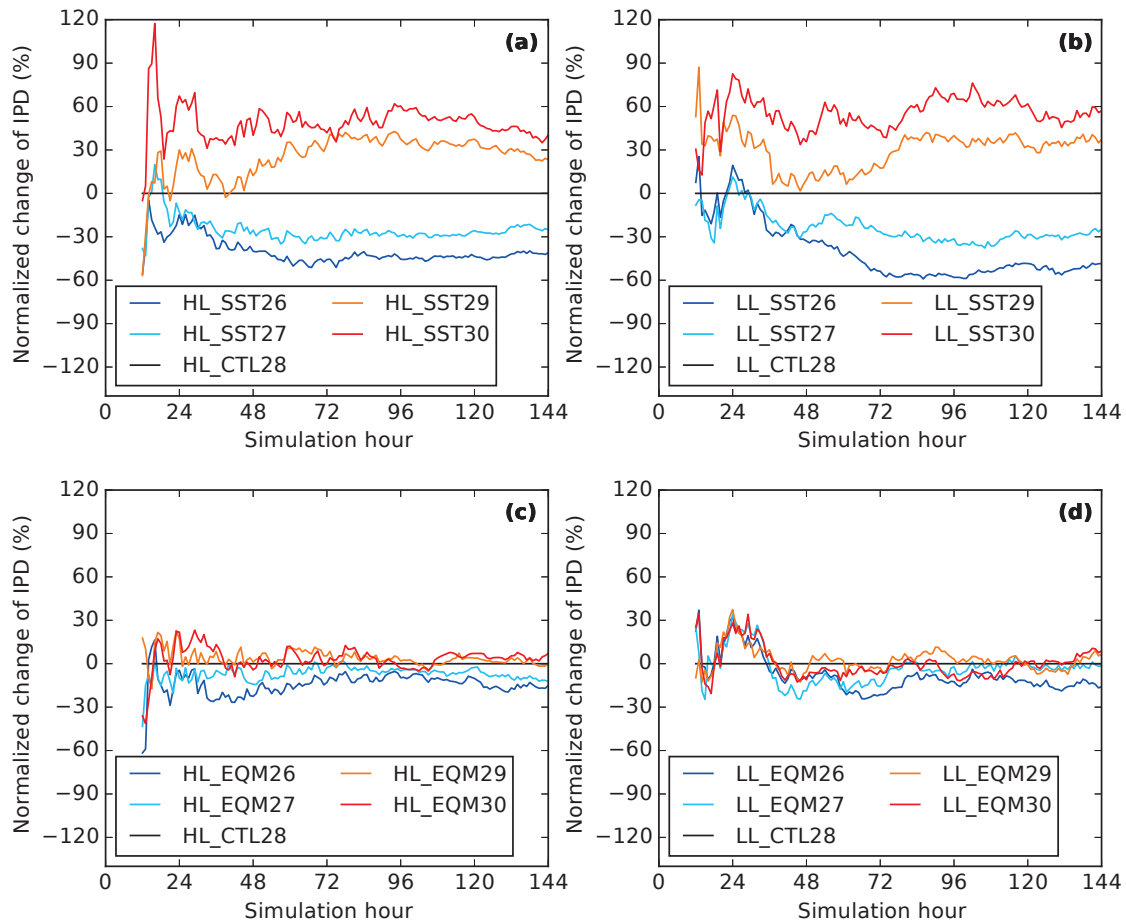 (a)
Normalized change of IPD (%)
120
90
60
30
0
−30
−60
−90
−120
HL_SST26 HL_SST29
HL_SST27 HL_SST30
HL_CTL28
0 24 48 72 96 120 144
Simulation hour
(b)
Normalized change of IPD (%)
120
90
60
30
0
−30
−60
−90
−120
LL_SST26 LL_SST29
LL_SST27 LL_SST30
LL_CTL28
0 24 48 72 96 120 144
Simulation hour
(c)
Normalized change of IPD (%)
120
90
60
30
0
−30
−60
−90
−120
HL_EQM26 HL_EQM29
HL_EQM27 HL_EQM30
HL_CTL28
0 24 48 72 96 120 144
Simulation hour
(d)
Normalized change of IPD (%)
120
90
60
30
0
−30
−60
−90
−120
LL_EQM26 LL_EQM29
LL_EQM27 LL_EQM30
LL_CTL28
0 24 48 72 96 120 144
Simulation hour